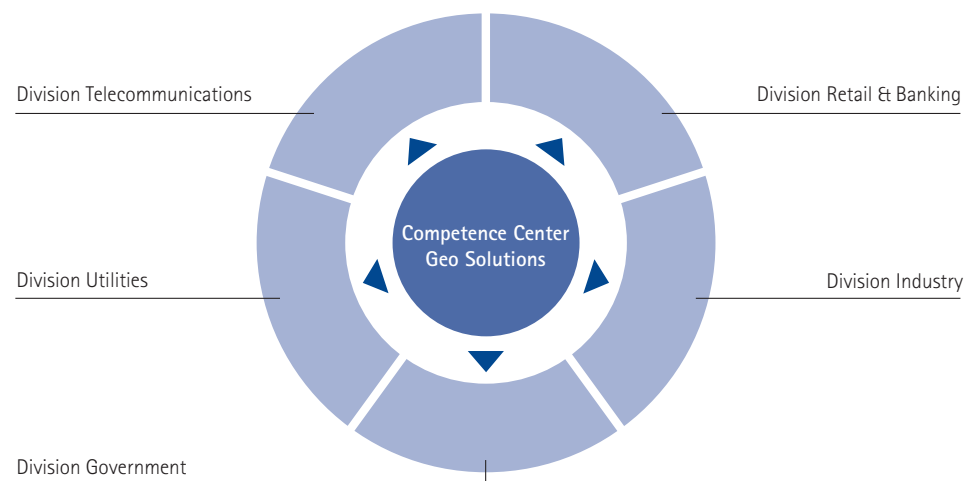 Division Telecommunications
Division Retail & Banking
Competence Center
Geo Solutions
Division Utilities
Division Industry
Division Government